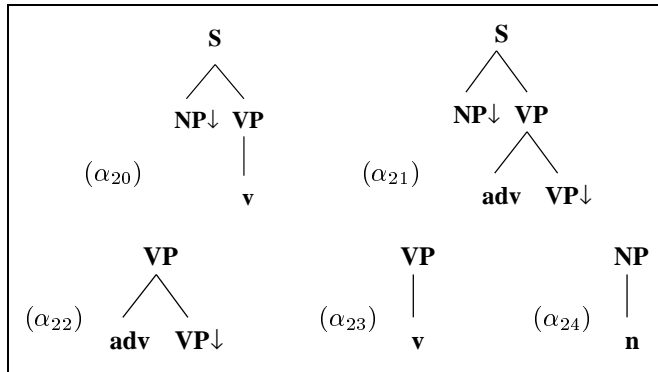 S
S
NP↓ VP
NP↓ VP
(α₂₀)
(α₂₁)
v
adv VP↓
VP
VP
NP
(α₂₂)
(α₂₃)
(α₂₄)
adv VP↓
v
n